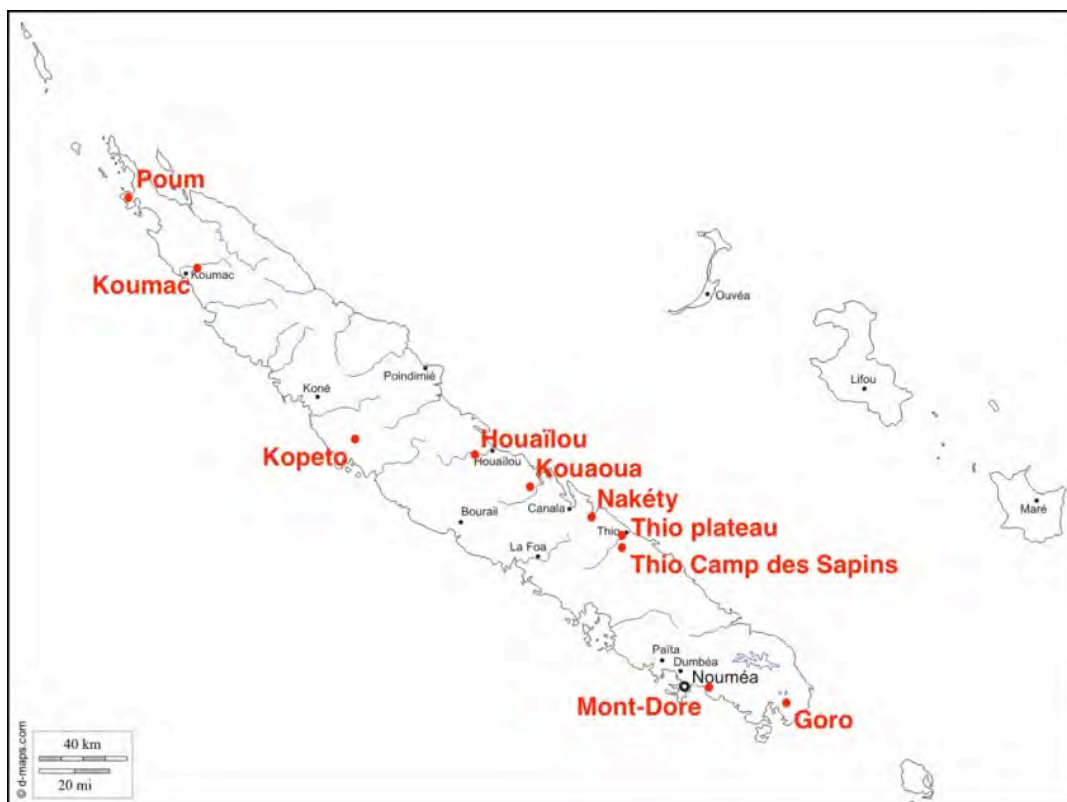 Poum
Koumac
Koumac
Ouvéa
Poindimié
Lifou
Koné
Houaïlou
Kopeto
Houaïlou
Kouaoua
Nakéty
Maré
Canala
Bourail
Thio
Thio plateau
La Foa
Thio Camp des Sapins
Païta
Dumbéa
Nouméa
Mont-Dore
Goro
40 km
20 mi
© d-maps.com